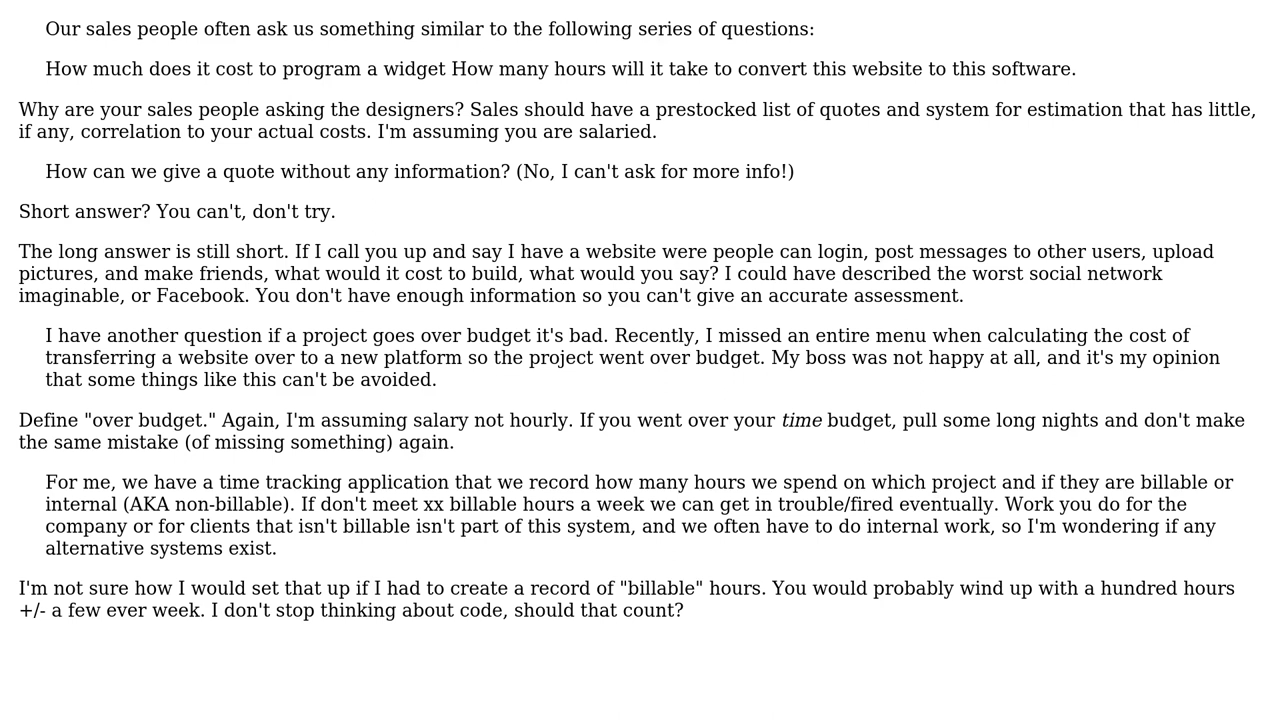 Our sales people often ask us something similar to the following series of questions:
How much does it cost to program a widget How many hours will it take to convert this website to this software.
Why are your sales people asking the designers? Sales should have a prestocked list of quotes and system for estimation that has little,
if any, correlation to your actual costs. I'm assuming you are salaried.
How can we give a quote without any information? (No, I can't ask for more info!)
Short answer? You can't, don't try.
The long answer is still short. If I call you up and say I have a website were people can login, post messages to other users, upload
pictures, and make friends, what would it cost to build, what would you say? I could have described the worst social network
imaginable, or Facebook. You don't have enough information so you can't give an accurate assessment.
I have another question if a project goes over budget it's bad. Recently, I missed an entire menu when calculating the cost of
transferring a website over to a new platform so the project went over budget. My boss was not happy at all, and it's my opinion
that some things like this can't be avoided.
Define "over budget." Again, I'm assuming salary not hourly. If you went over your time budget, pull some long nights and don't make
the same mistake (of missing something) again.
For me, we have a time tracking application that we record how many hours we spend on which project and if they are billable or
internal (AKA non-billable). If don't meet xx billable hours a week we can get in trouble/fired eventually. Work you do for the
company or for clients that isn't billable isn't part of this system, and we often have to do internal work, so I'm wondering if any
alternative systems exist.
I'm not sure how I would set that up if I had to create a record of "billable" hours. You would probably wind up with a hundred hours
+/- a few ever week. I don't stop thinking about code, should that count?